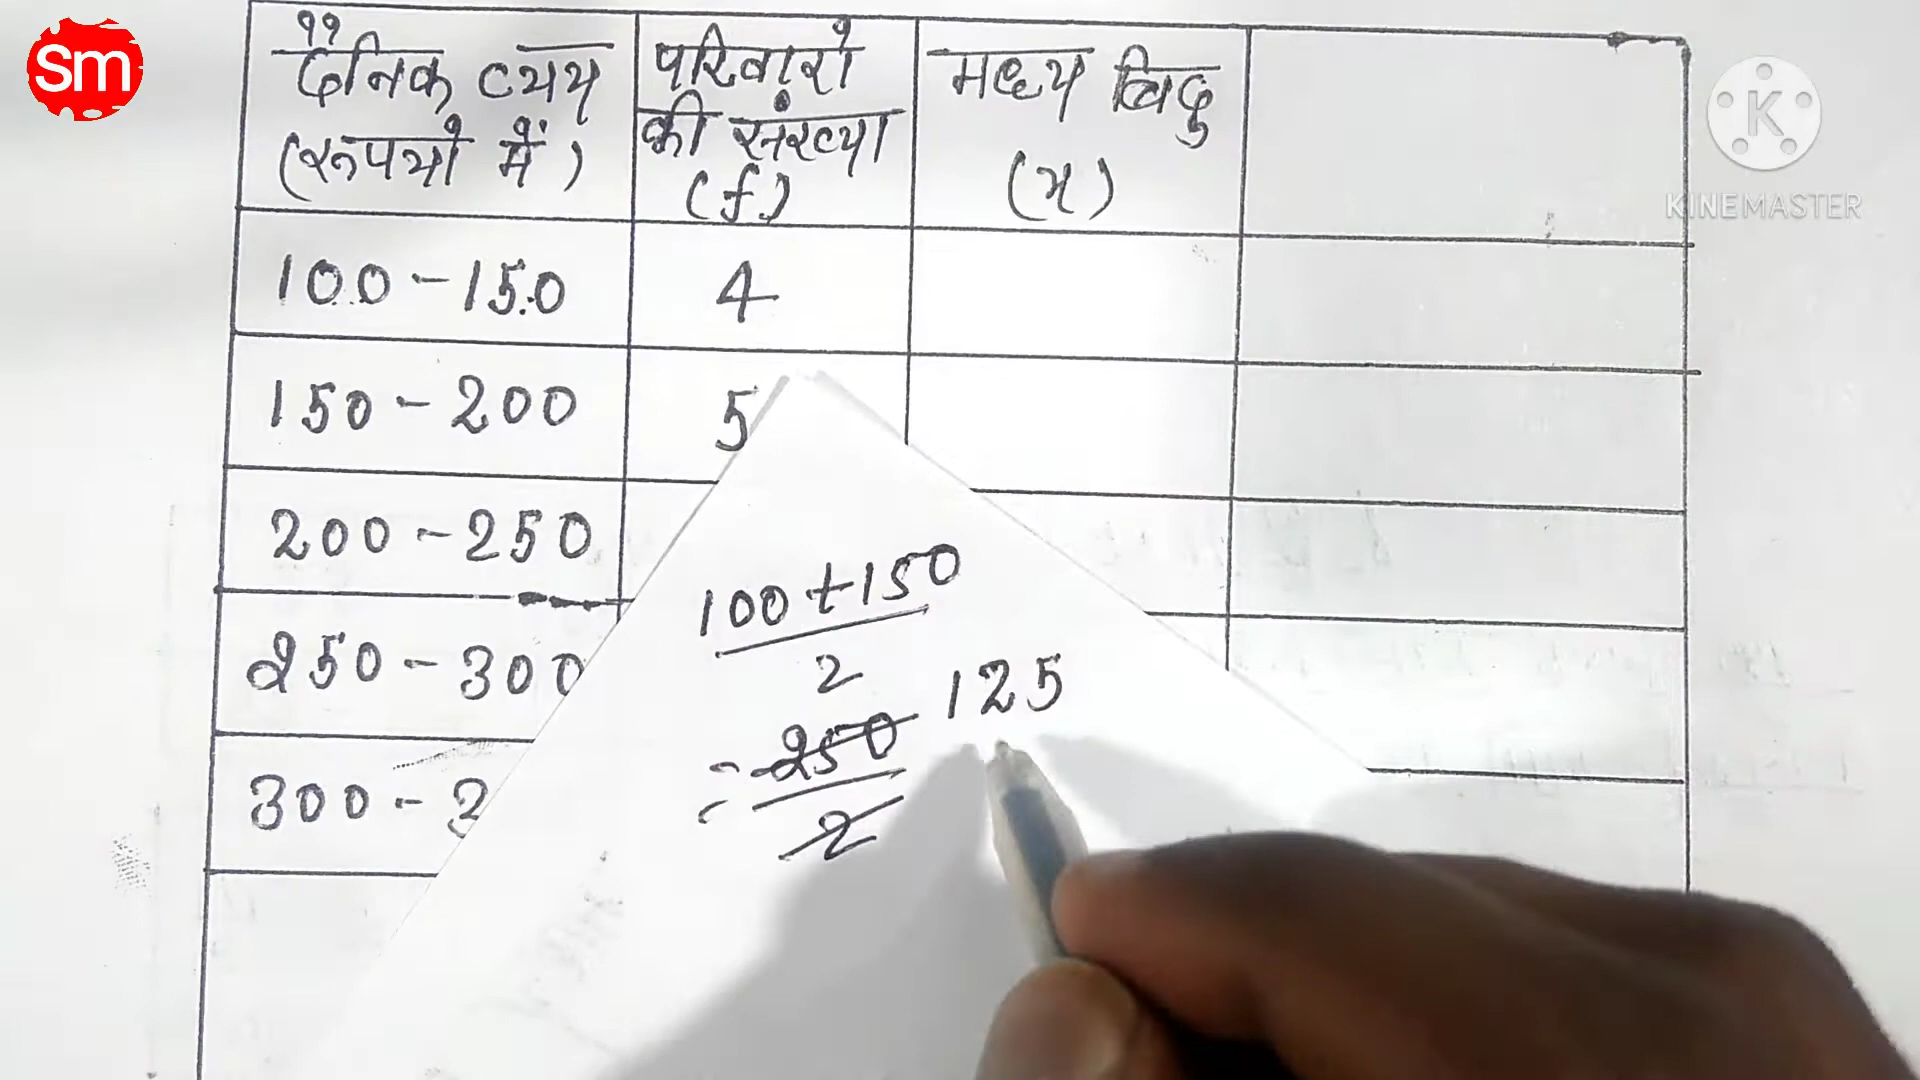 Sm
दैनिक व्यय
(रूपयो में)
परिवारो
की संख्या
(f)
मध्य बिंदु
(x)
K
KINEMASTER
100-150
4
150-200
5
200-250
250-300
300-3
100+150
2
125
= 250
2